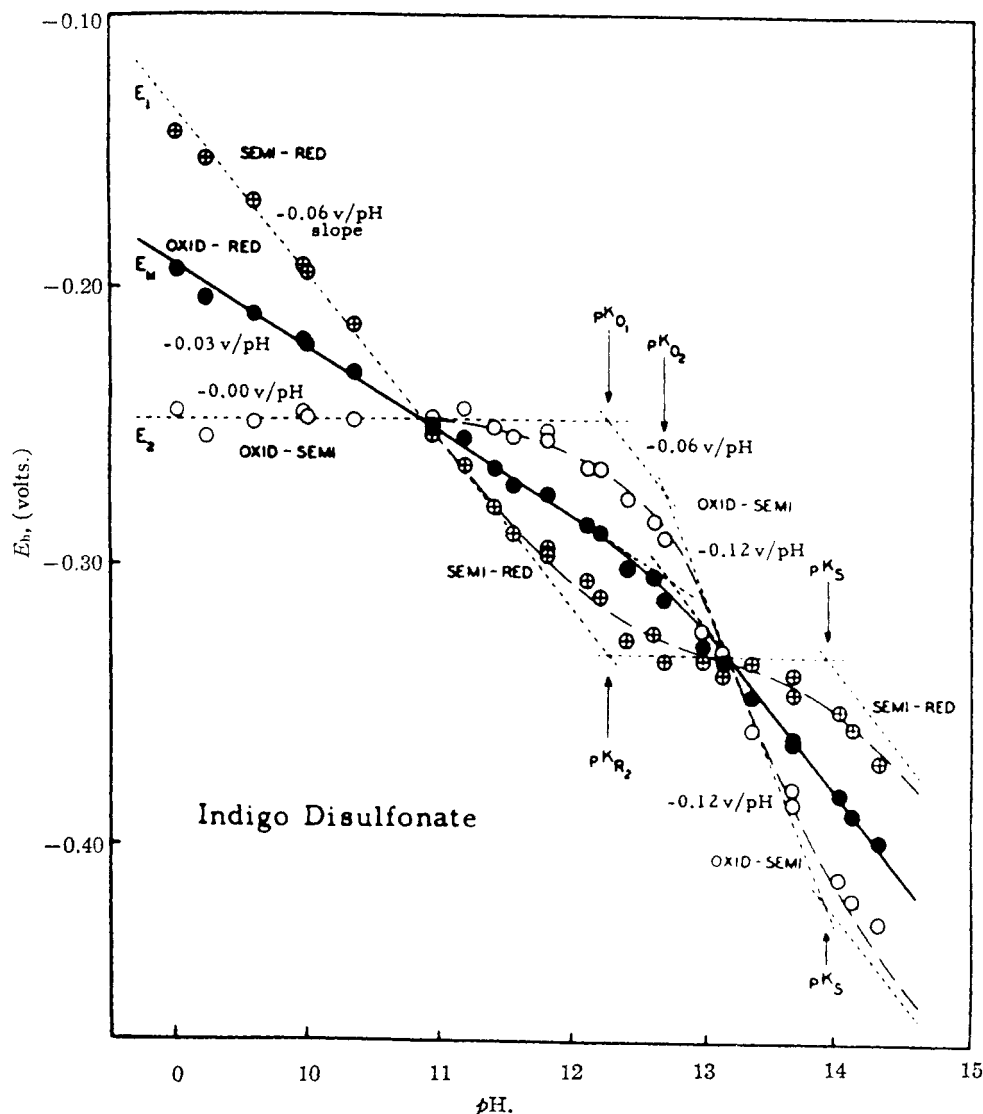 -0.10
E1
SEMI-RED
-0.06 v/pH
slope
OXID-RED
EM
-0.20
-0.03 v/pH
-0.00 v/pH
E2
OXID-SEMI
pKO1
pKO2
-0.06 v/pH
OXID-SEMI
-0.12 v/pH
pKS
Eh, (volts.)
-0.30
SEMI-RED
SEMI-RED
pKR2
-0.12 v/pH
Indigo Disulfonate
-0.40
OXID-SEMI
pKS
0 10 11 12 13 14 15
pH.